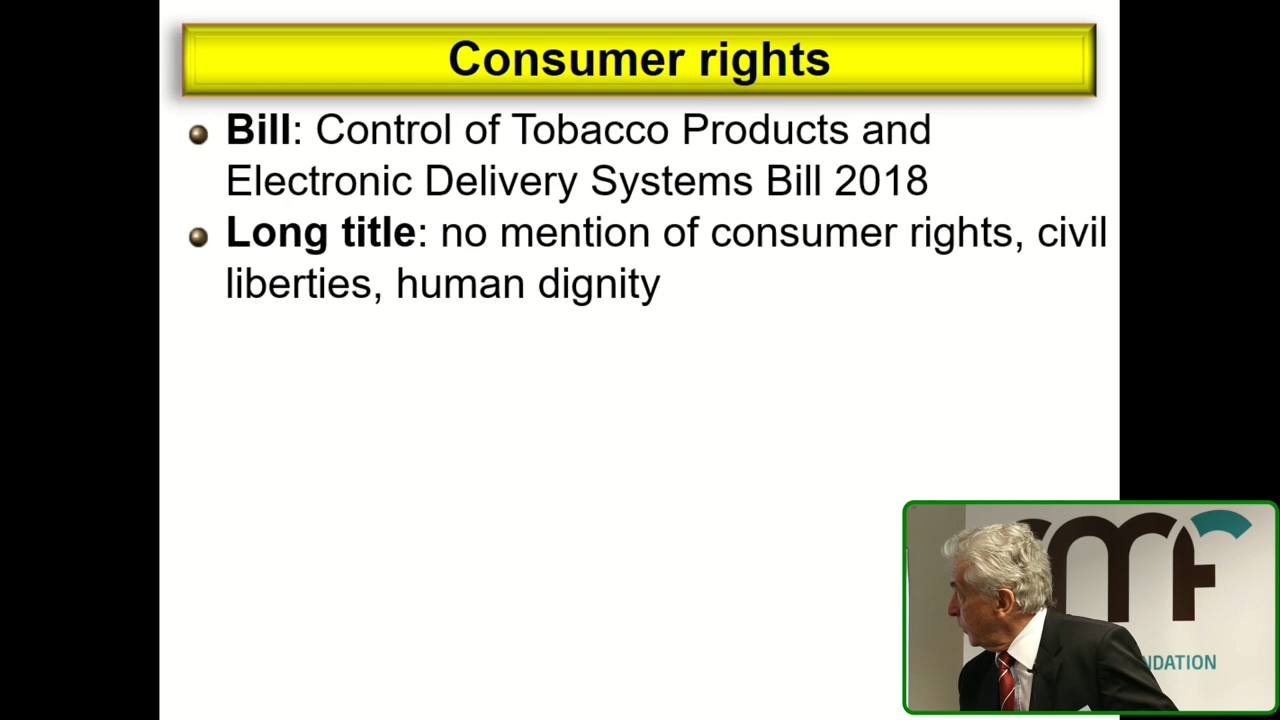 Consumer rights
Bill: Control of Tobacco Products and
Electronic Delivery Systems Bill 2018
Long title: no mention of consumer rights, civil
liberties, human dignity